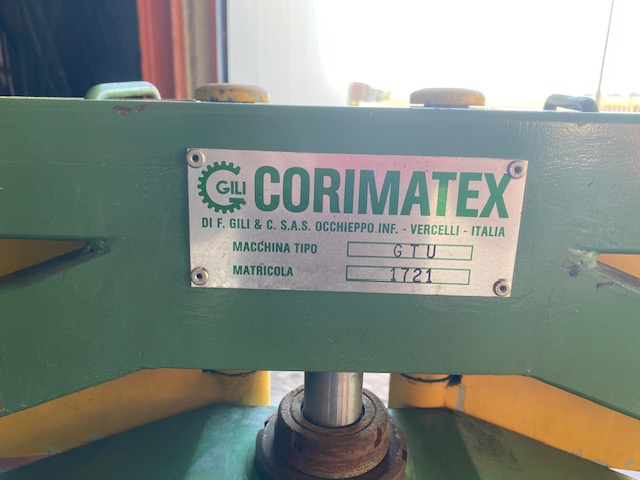 GILI CORIMATEX
DI F. GILI & C. S.A.S. OCCHIEPPO INF. - VERCELLI - ITALIA
MACCHINA TIPO GTU
MATRICOLA 1721